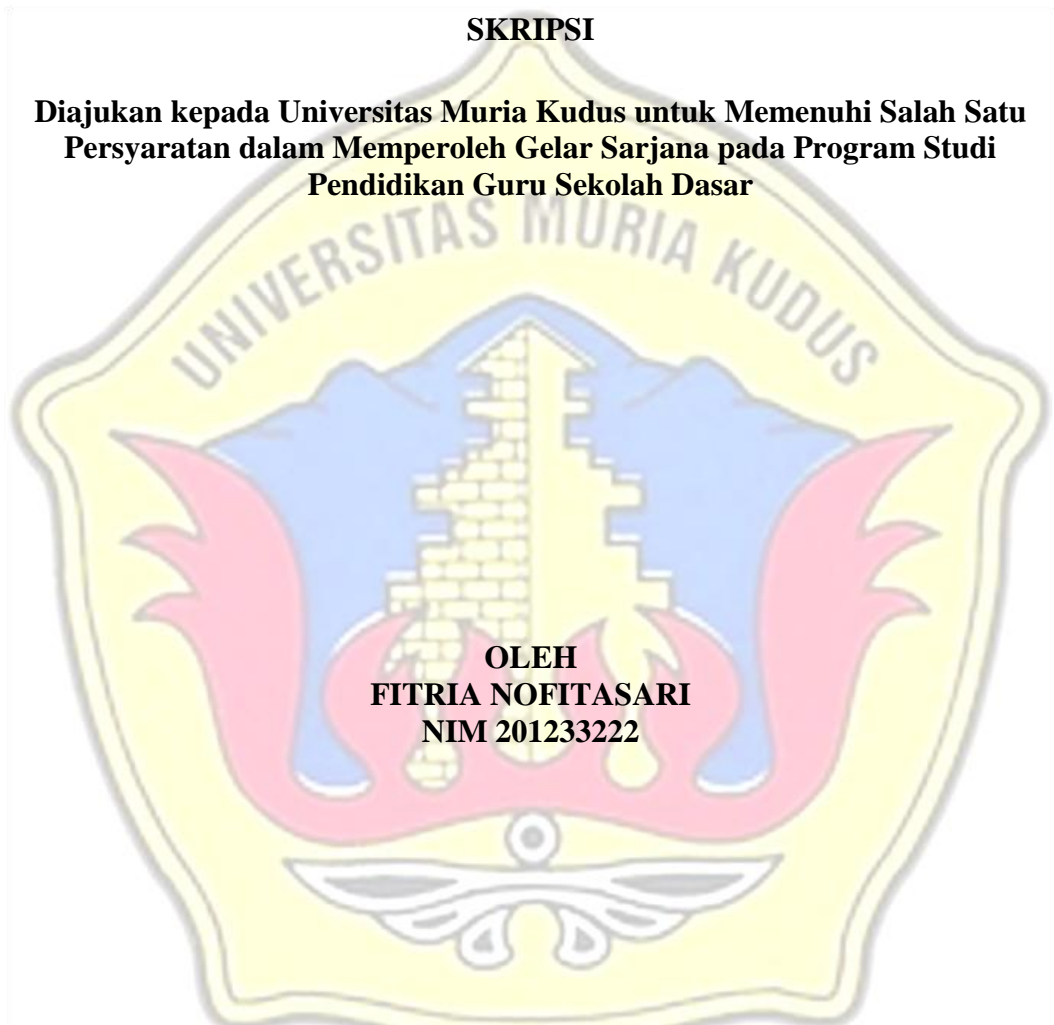 SKRIPSI
Diajukan kepada Universitas Muria Kudus untuk Memenuhi Salah Satu
Persyaratan dalam Memperoleh Gelar Sarjana pada Program Studi
Pendidikan Guru Sekolah Dasar
UNIVERSITAS MURIA KUDUS
OLEH
FITRIA NOFITASARI
NIM 201233222